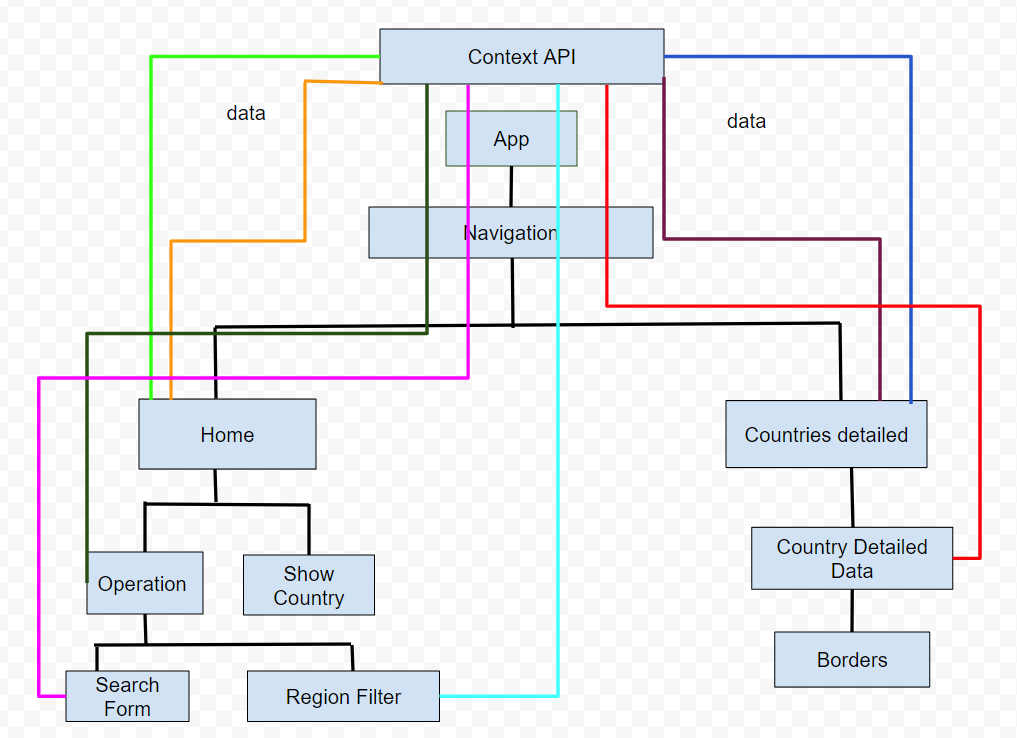 Context API
data
data
App
Navigation
Home
Countries detailed
Operation
Show
Country
Country Detailed
Data
Search
Form
Region Filter
Borders